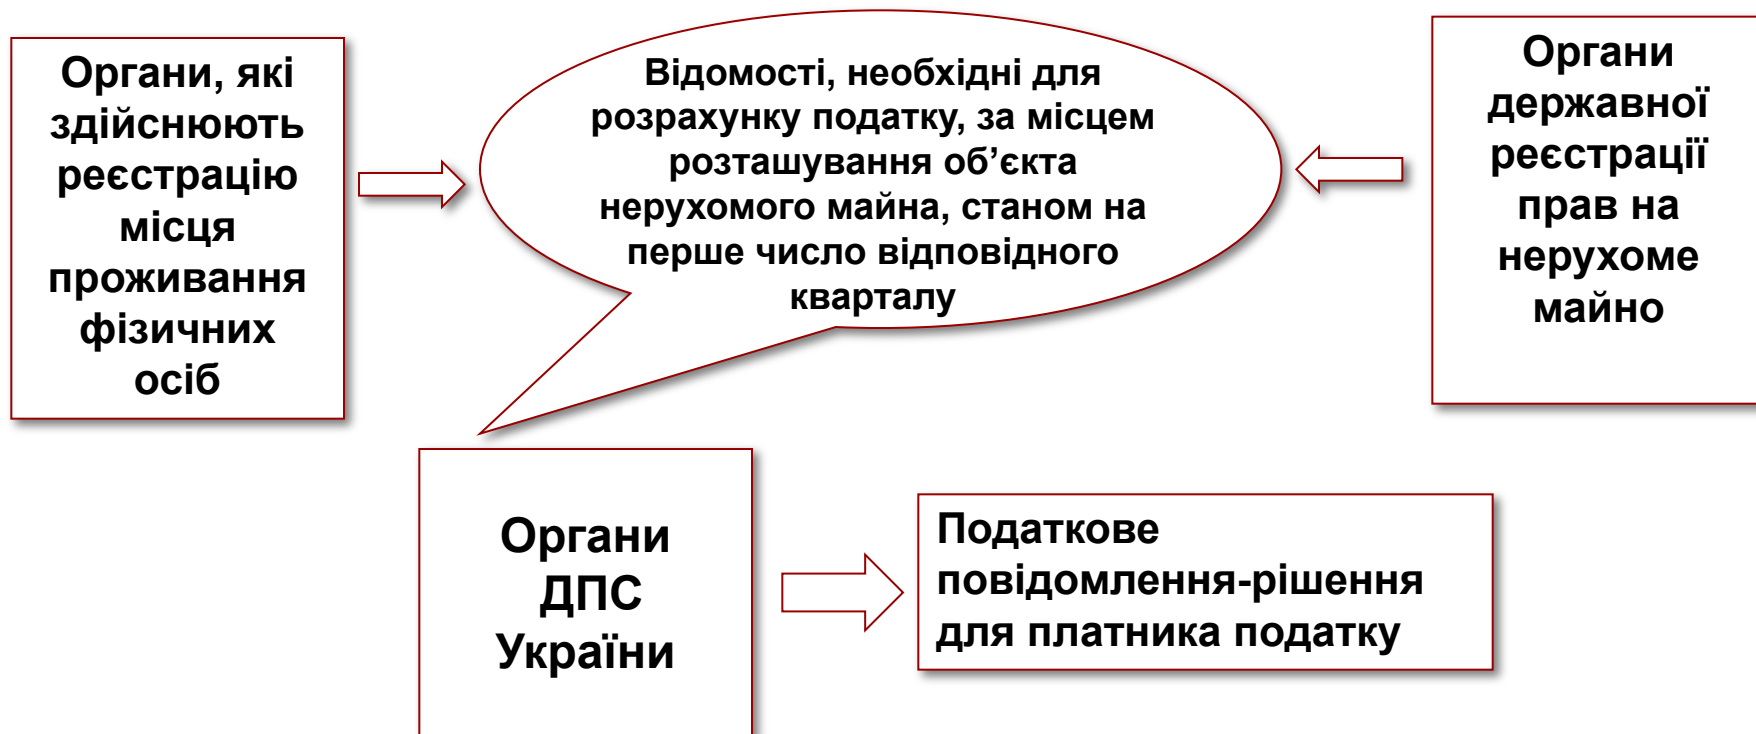 Органи, які
здійснюють
реєстрацію
місця
проживання
фізичних
осіб
Відомості, необхідні для
розрахунку податку, за місцем
розташування об’єкта
нерухомого майна, станом на
перше число відповідного
кварталу
Органи
державної
реєстрації
прав на
нерухоме
майно
Органи
ДПС
України
Податкове
повідомлення-рішення
для платника податку